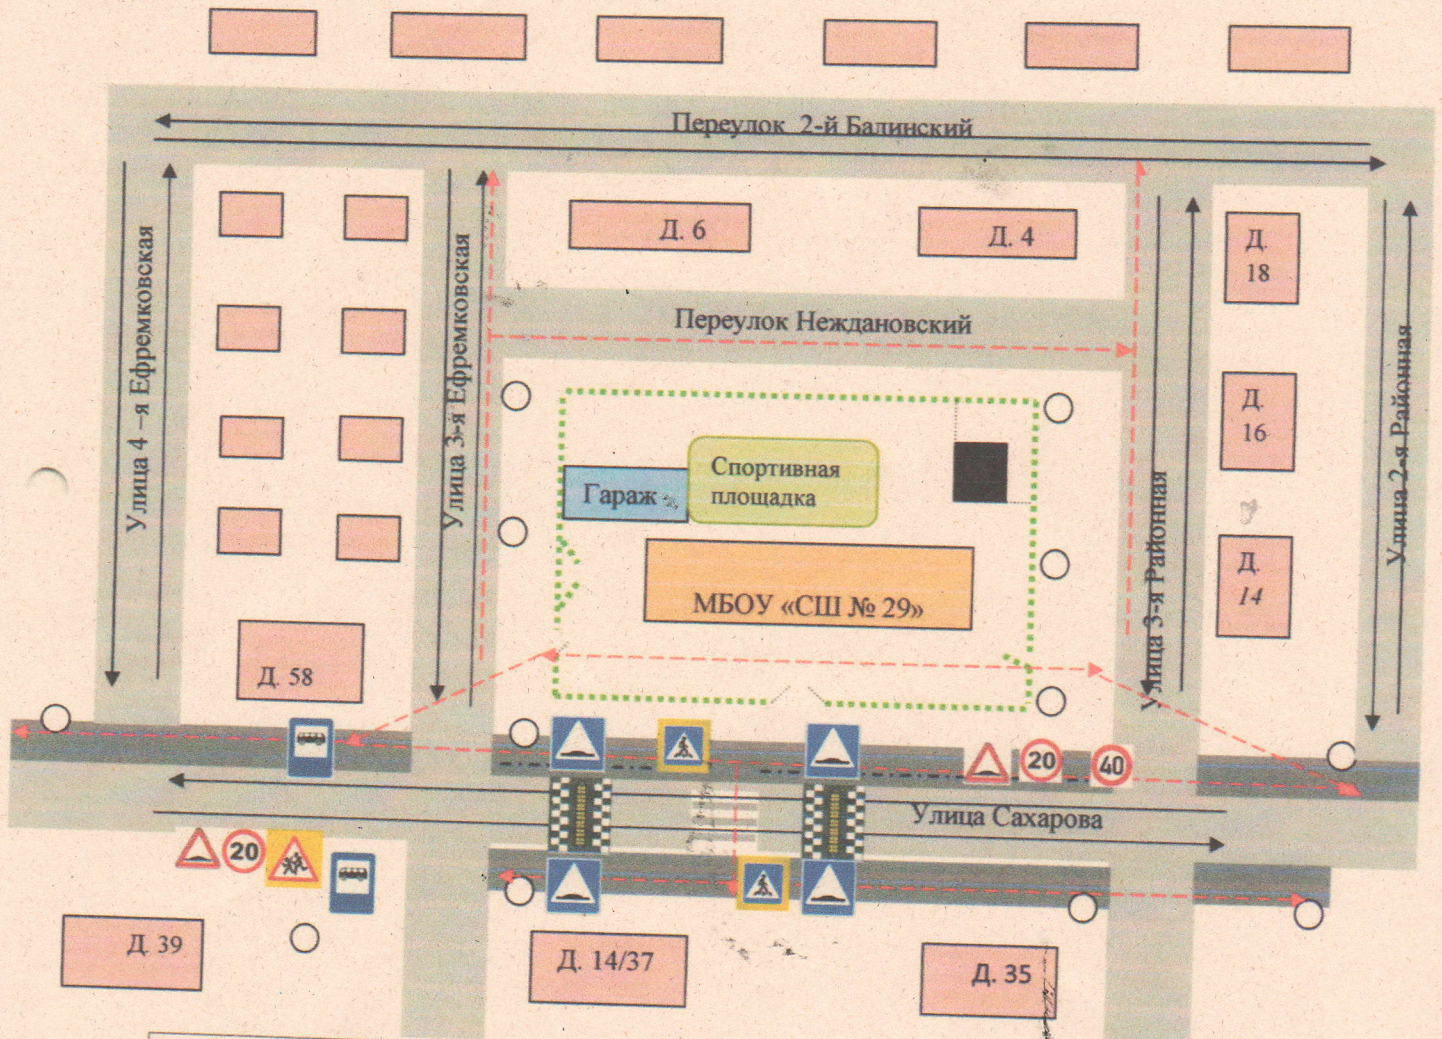 Переулок 2-й Балинский
Д. 6
Д. 4
Д.
18
Переулок Неждановский
Улица 4 –я Ефремковская
Улица 3-я Ефремковская
Д.
16
Улица 2-я Районная
Спортивная
площадка
Гараж
Улица 3-я Районная
Д.
14
МБОУ «СШ № 29»
Д. 58
20
40
Улица Сахарова
20
Д. 39
Д. 14/37
Д. 35